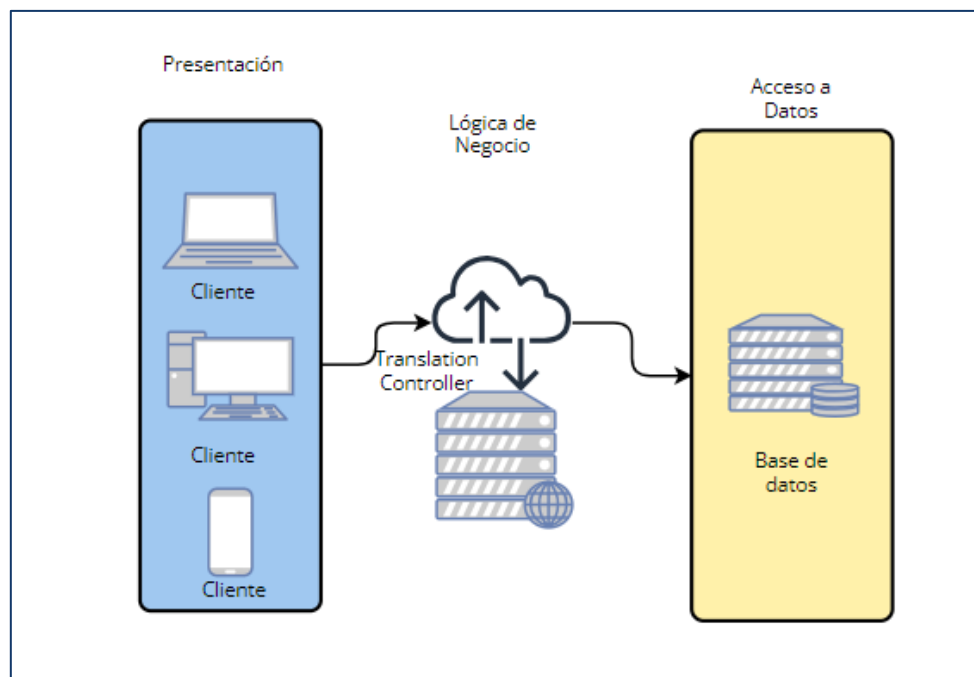 Presentación
Acceso a
Datos
Lógica de
Negocio
Cliente
Translation
Controller
Cliente
Base de
datos
Cliente